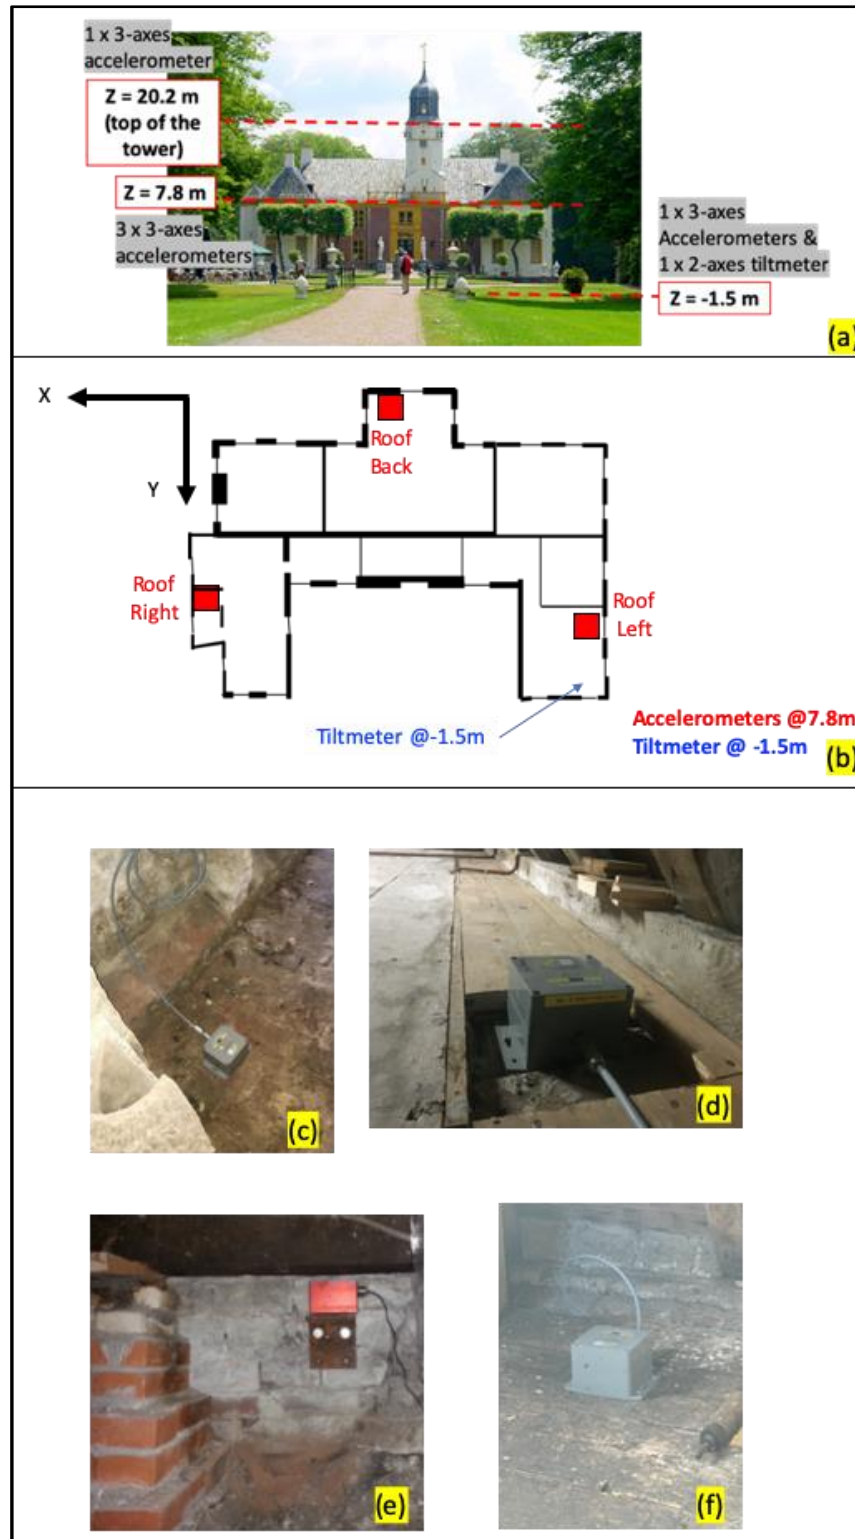 1 x 3-axes
accelerometer
Z = 20.2 m
(top of the
tower)
Z = 7.8 m
3 x 3-axes
accelerometers
1 x 3-axes
Accelerometers &
1 x 2-axes tiltmeter
Z = -1.5 m
(a)
X
Y
Roof
Back
Roof
Right
Roof
Left
Tiltmeter @-1.5m
Accelerometers @7.8m
Tiltmeter @ -1.5m
(b)
(c)
(d)
(e)
(f)